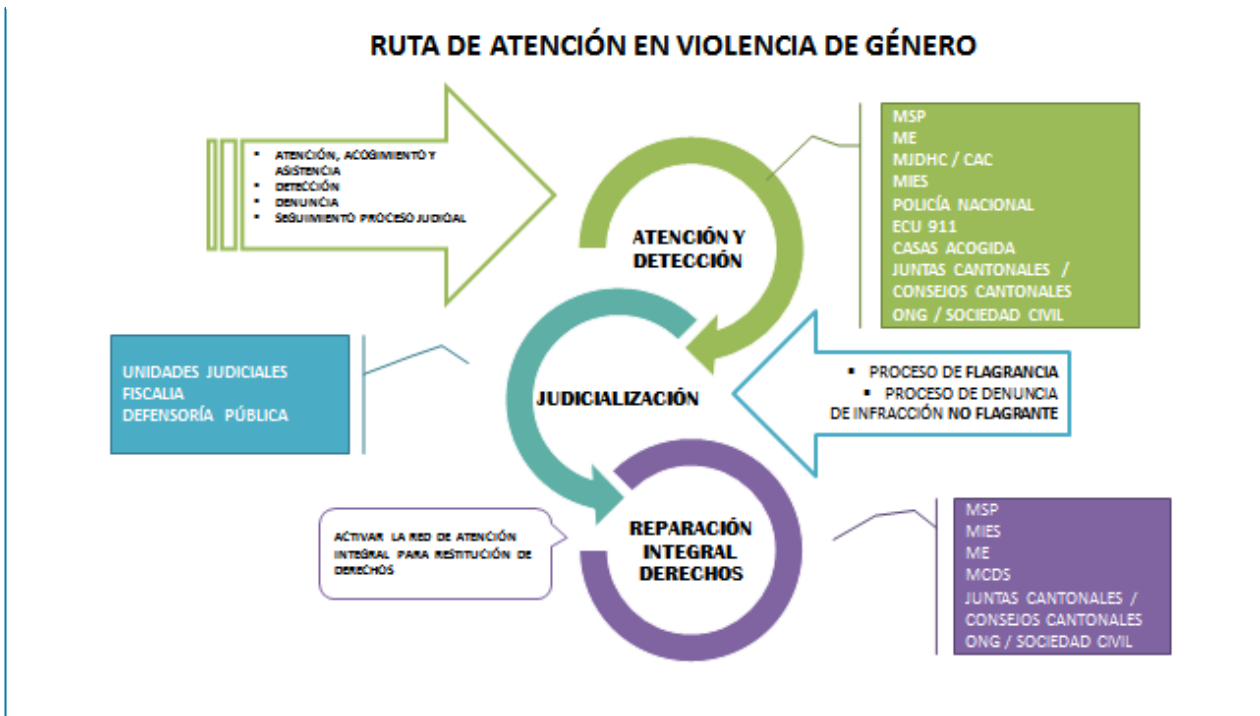 RUTA DE ATENCIÓN EN VIOLENCIA DE GÉNERO
▪ ATENCIÓN, ACOGIMIENTO Y
ASISTENCIA
▪ DETECCIÓN
▪ DENUNCIA
▪ SEGUIMIENTO PROCESO JUDICIAL
ATENCIÓN Y
DETECCIÓN
MSP
ME
MJDHC / CAC
MIES
POLICÍA NACIONAL
ECU 911
CASAS ACOGIDA
JUNTAS CANTONALES /
CONSEJOS CANTONALES
ONG / SOCIEDAD CIVIL
UNIDADES JUDICIALES
FISCALIA
DEFENSORÍA PÚBLICA
JUDICIALIZACIÓN
▪ PROCESO DE FLAGRANCIA
▪ PROCESO DE DENUNCIA
DE INFRACCIÓN NO FLAGRANTE
ACTIVAR LA RED DE ATENCIÓN
INTEGRAL PARA RESTITUCIÓN DE
DERECHOS
REPARACIÓN
INTEGRAL
DERECHOS
MSP
MIES
ME
MCDS
JUNTAS CANTONALES /
CONSEJOS CANTONALES
ONG / SOCIEDAD CIVIL